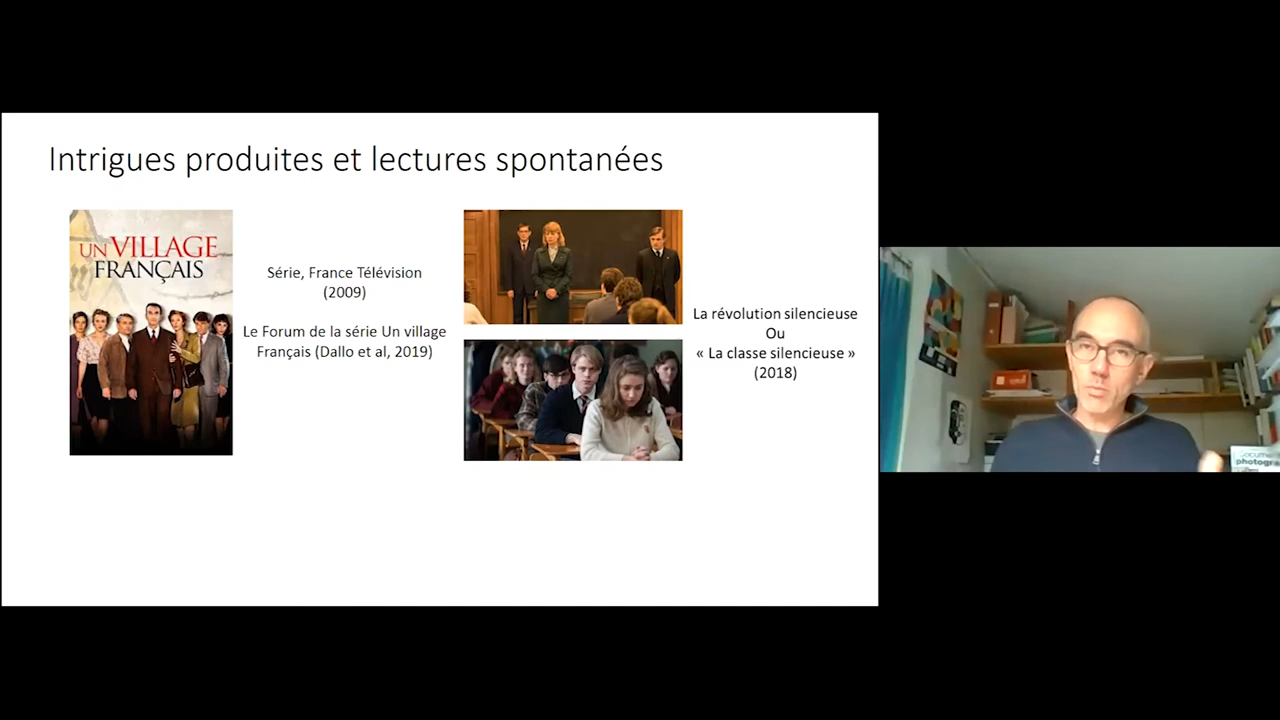 Intrigues produites et lectures spontanées
UN VILLAGE
FRANÇAIS
Série, France Télévision
(2009)
Le Forum de la série Un village
Français (Dallo et al, 2019)
La révolution silencieuse
Ou
« La classe silencieuse »
(2018)